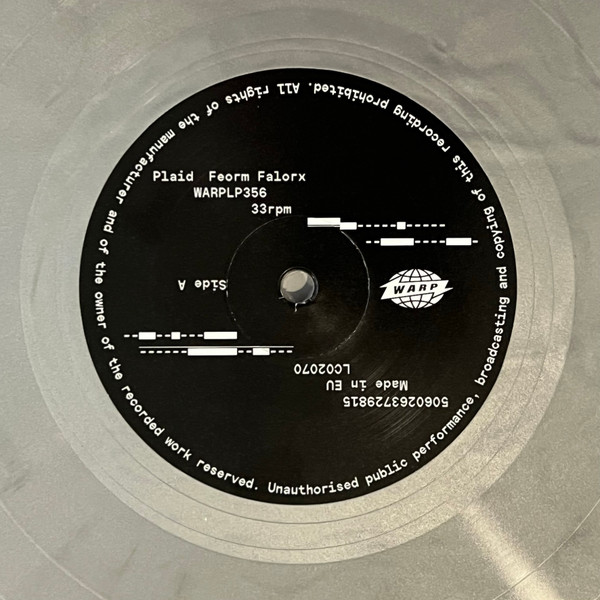 Plaid Feorm Falorx
WARPLP356
33rpm
WARP
Side A
LC02070
Made in EU
5060263729815
All rights of the manufacturer and of the owner of the recorded work reserved. Unauthorised public performance, broadcasting and copying of this recording prohibited.